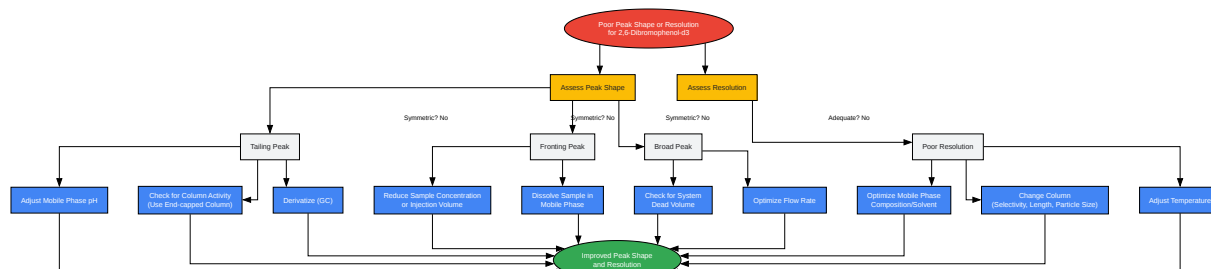 Poor Peak Shape or Resolution
for 2,6-Dibromophenol-d3
Assess Peak Shape
Assess Resolution
Symmetric? No
Symmetric? No
Symmetric? No
Adequate? No
Tailing Peak
Fronting Peak
Broad Peak
Poor Resolution
Adjust Mobile Phase pH
Check for Column Activity
(Use End-capped Column)
Derivatize (GC)
Reduce Sample Concentration
or Injection Volume
Dissolve Sample in
Mobile Phase
Check for System
Dead Volume
Optimize Flow Rate
Optimize Mobile Phase
Composition/Solvent
Change Column
(Selectivity, Length, Particle Size)
Adjust Temperature
Improved Peak Shape
and Resolution